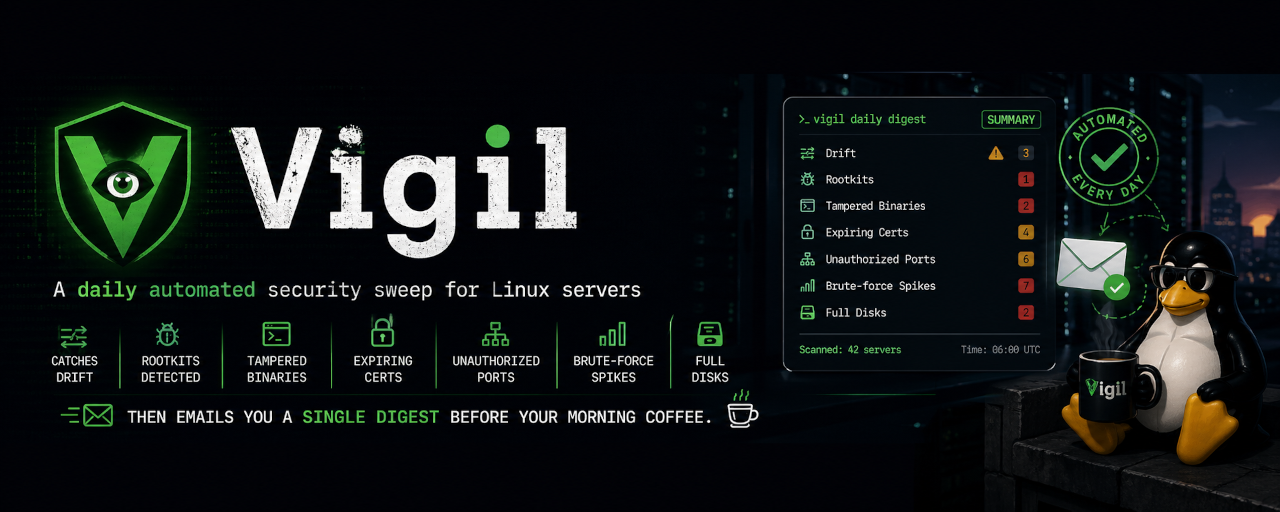 V
Vigil
A daily automated security sweep for Linux servers
CATCHES
DRIFT
ROOTKITS
DETECTED
TAMPERED
BINARIES
EXPIRING
CERTS
UNAUTHORIZED
PORTS
BRUTE-FORCE
SPIKES
FULL
DISKS
THEN EMAILS YOU A SINGLE DIGEST BEFORE YOUR MORNING COFFEE.
>_ vigil daily digest SUMMARY
Drift 3
Rootkits 1
Tampered Binaries 2
Expiring Certs 4
Unauthorized Ports 6
Brute-force Spikes 7
Full Disks 2
Scanned: 42 servers Time: 06:00 UTC
AUTOMATED
EVERY DAY
Vigil